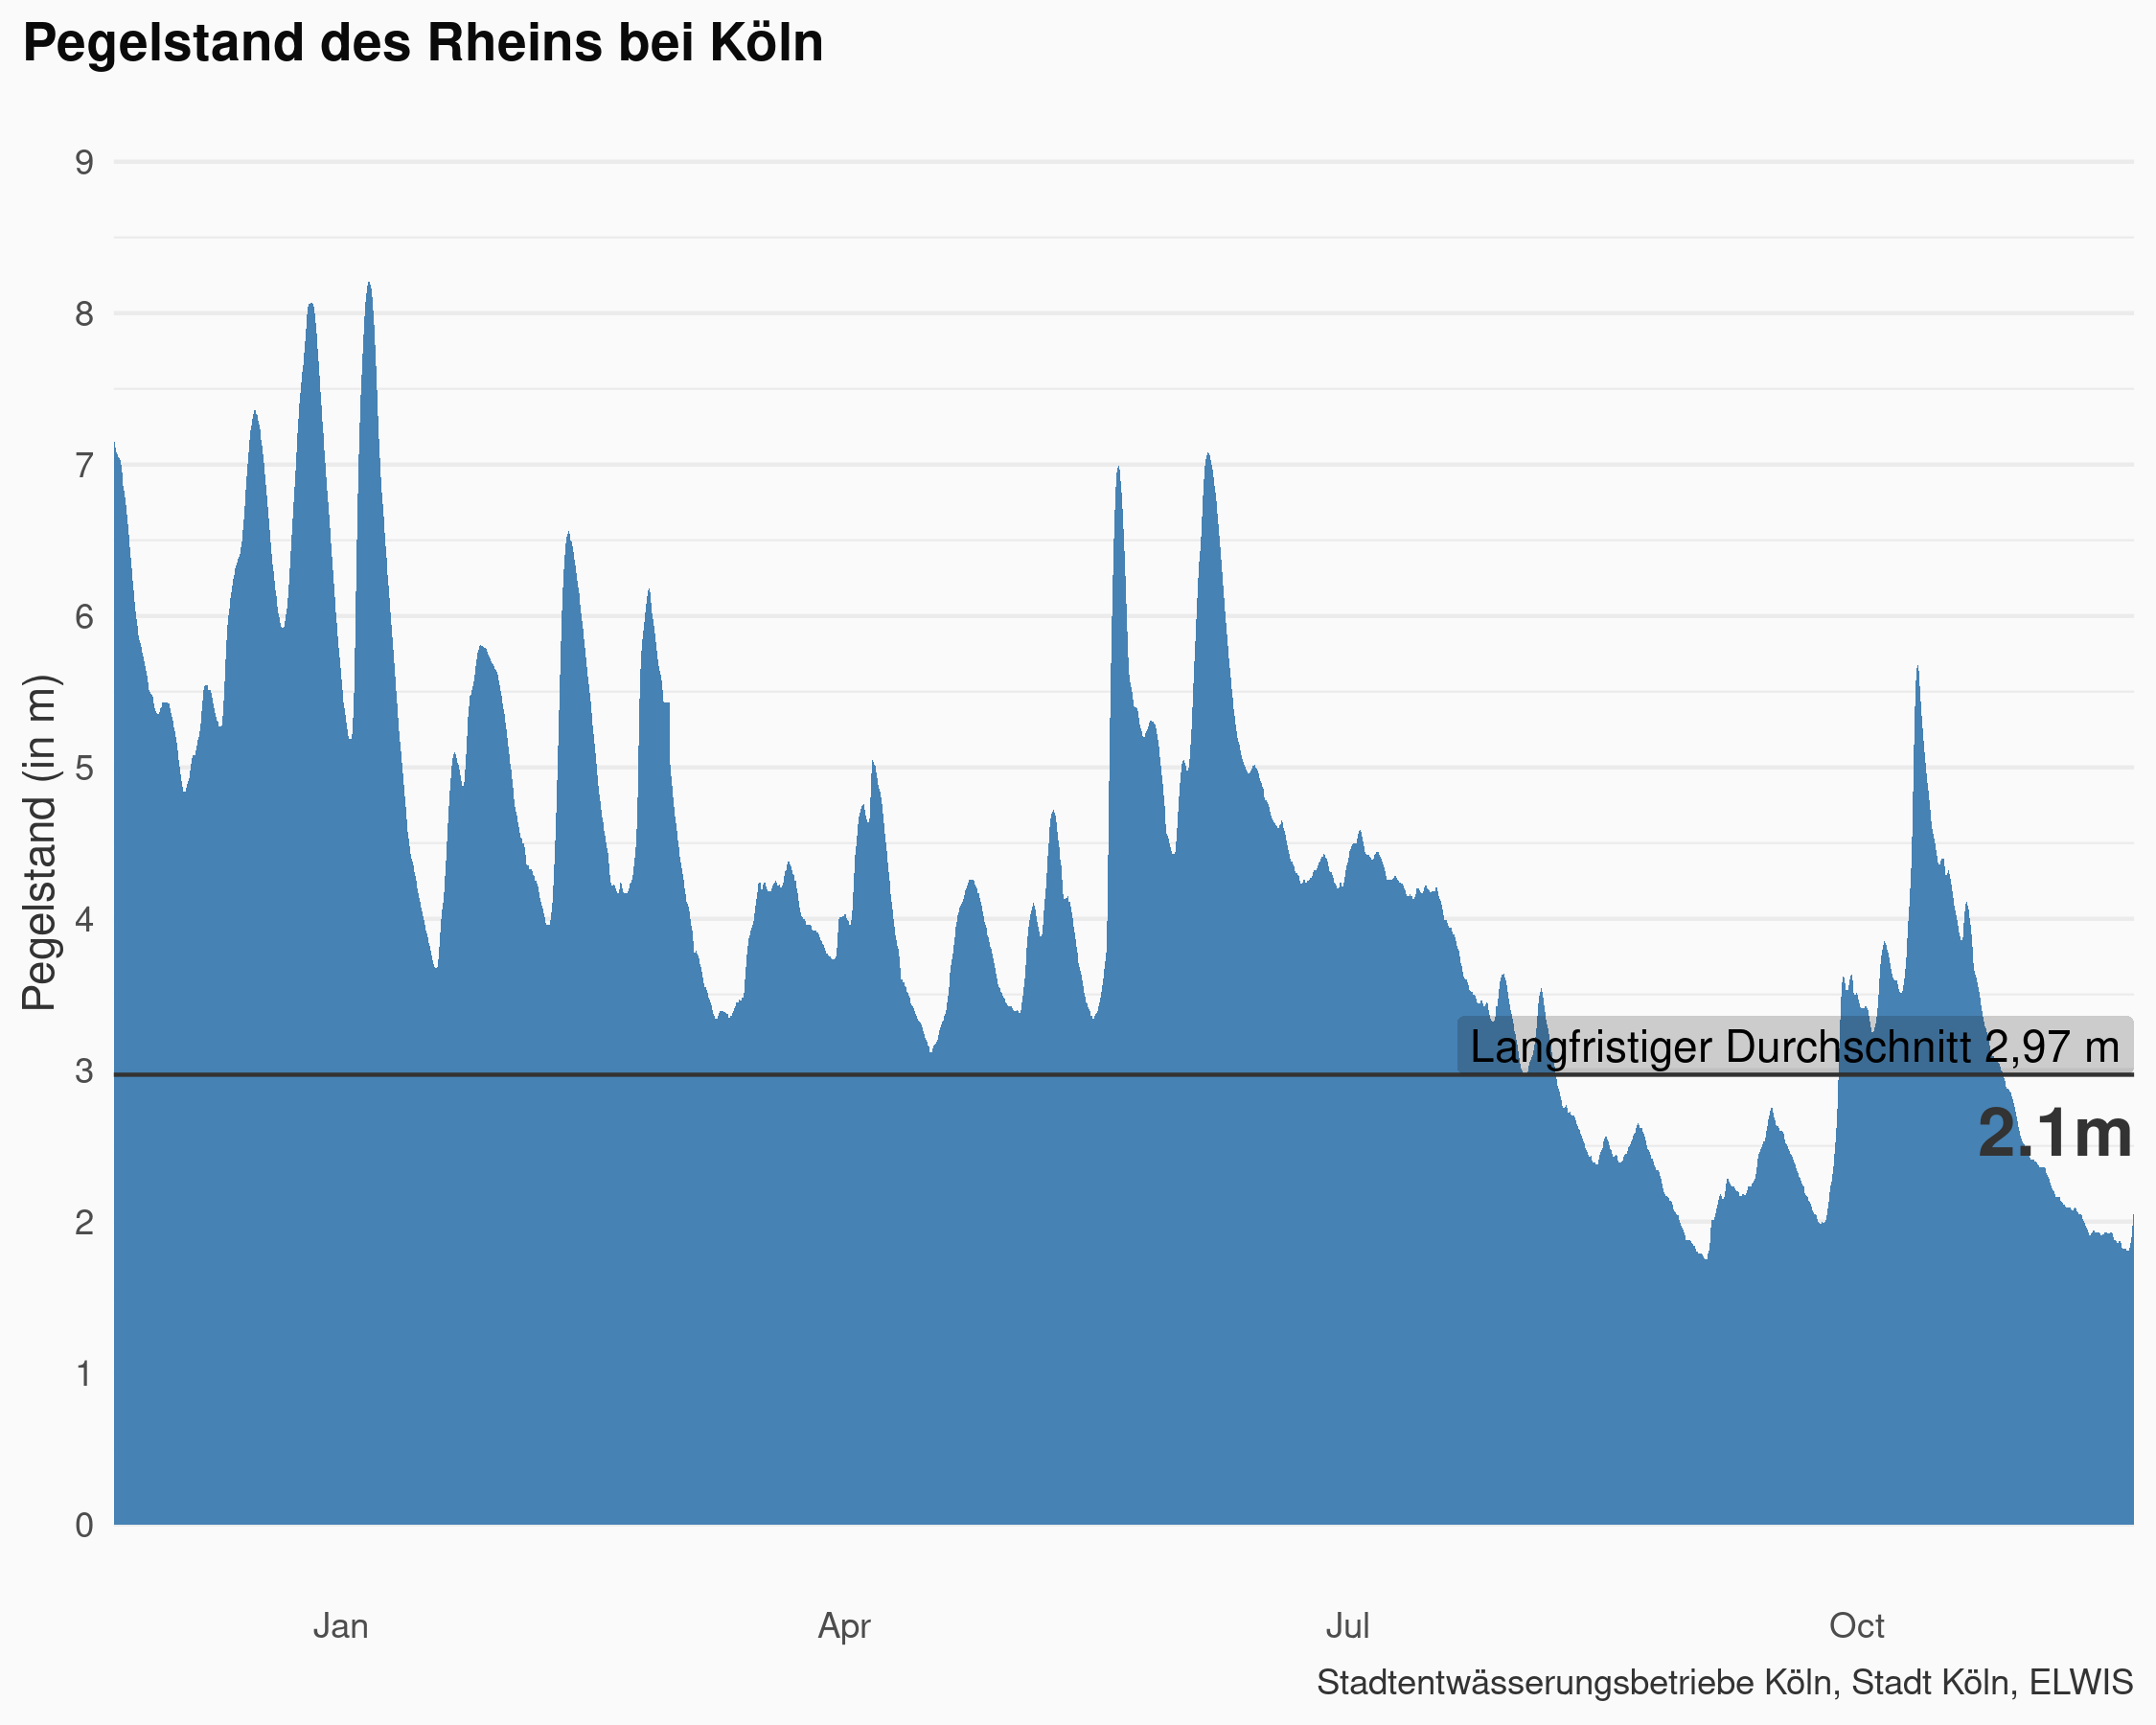 Pegelstand des Rheins bei Köln
Pegelstand (in m)
9
8
7
6
5
4
3
2
1
0
Langfristiger Durchschnitt 2,97 m
2.1m
Jan Apr Jul Oct
Stadtentwässerungsbetriebe Köln, Stadt Köln, ELWIS